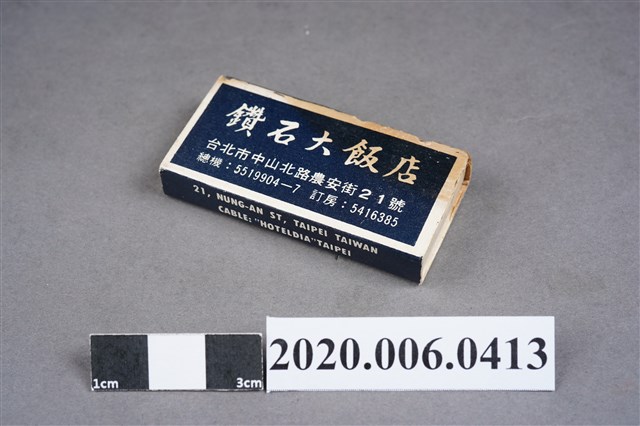 鑽石大飯店
台北市中山北路農安街21號
總機：5519904—7 訂房：5416385
21, NUNG-AN ST, TAIPEI TAIWAN
CABLE: "HOTELDIA" TAIPEI
1cm 3cm
2020.006.0413